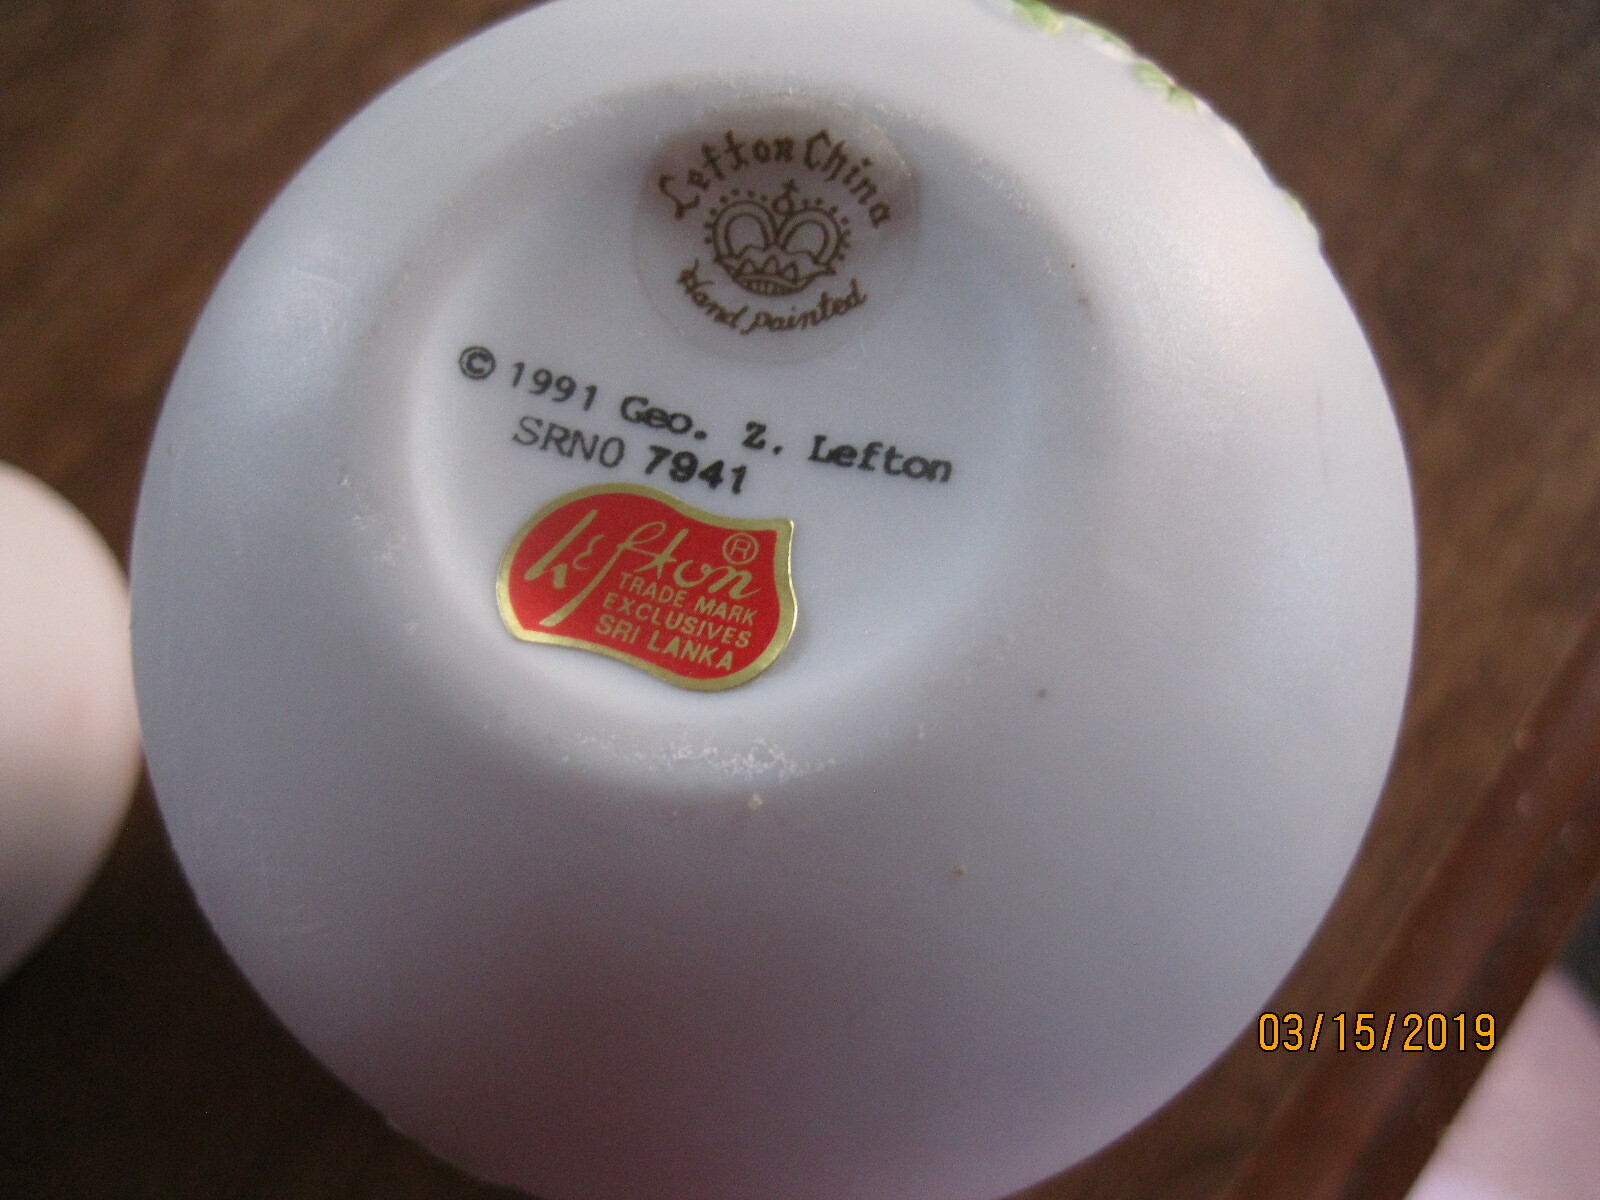 Lefton China
Hand painted
© 1991 Geo. Z. Lefton
SRNO 7941
Lefton ®
TRADE MARK
EXCLUSIVES
SRI LANKA
03/15/2019